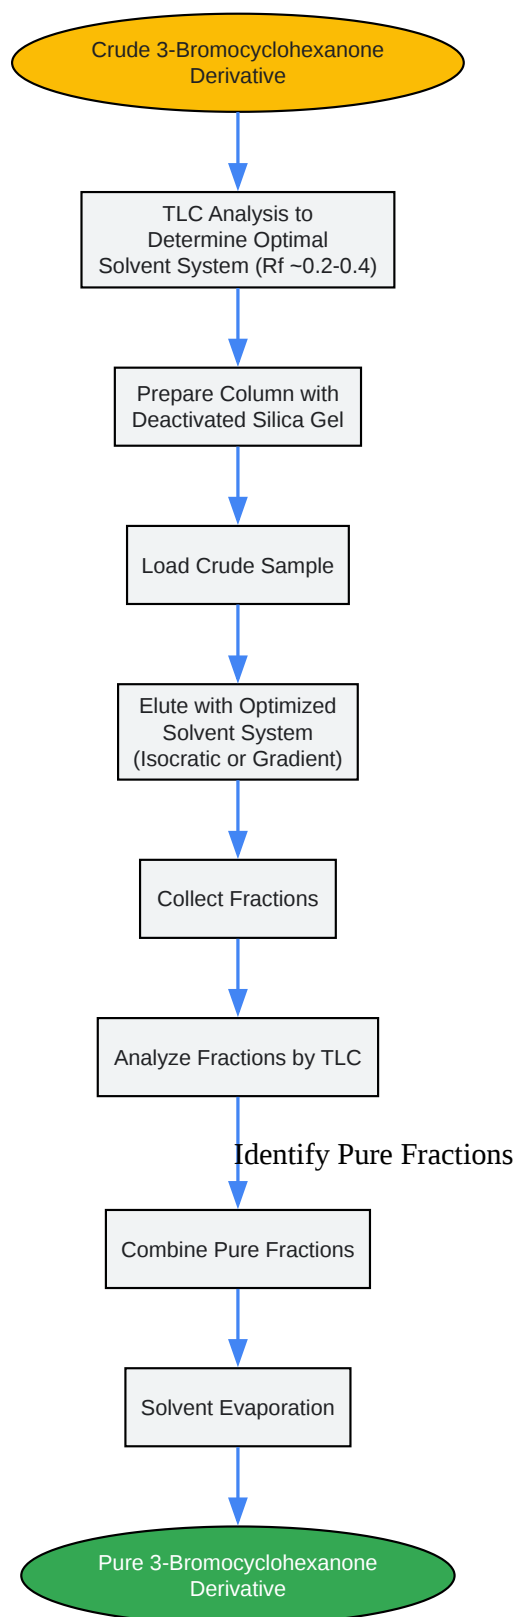 Crude 3-Bromocyclohexanone
Derivative
TLC Analysis to
Determine Optimal
Solvent System (Rf ~0.2-0.4)
Prepare Column with
Deactivated Silica Gel
Load Crude Sample
Elute with Optimized
Solvent System
(Isocratic or Gradient)
Collect Fractions
Analyze Fractions by TLC
Identify Pure Fractions
Combine Pure Fractions
Solvent Evaporation
Pure 3-Bromocyclohexanone
Derivative